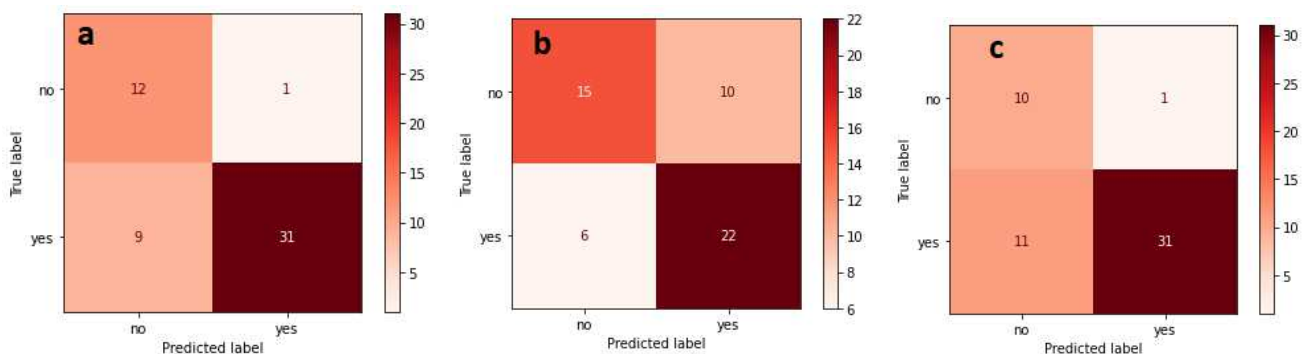 a
no
12
1
True label
yes
9
31
no
yes
Predicted label
30
25
20
15
10
5
b
no
15
10
True label
yes
6
22
no
yes
Predicted label
22
20
18
16
14
12
10
8
6
c
no
10
1
True label
yes
11
31
no
yes
Predicted label
30
25
20
15
10
5